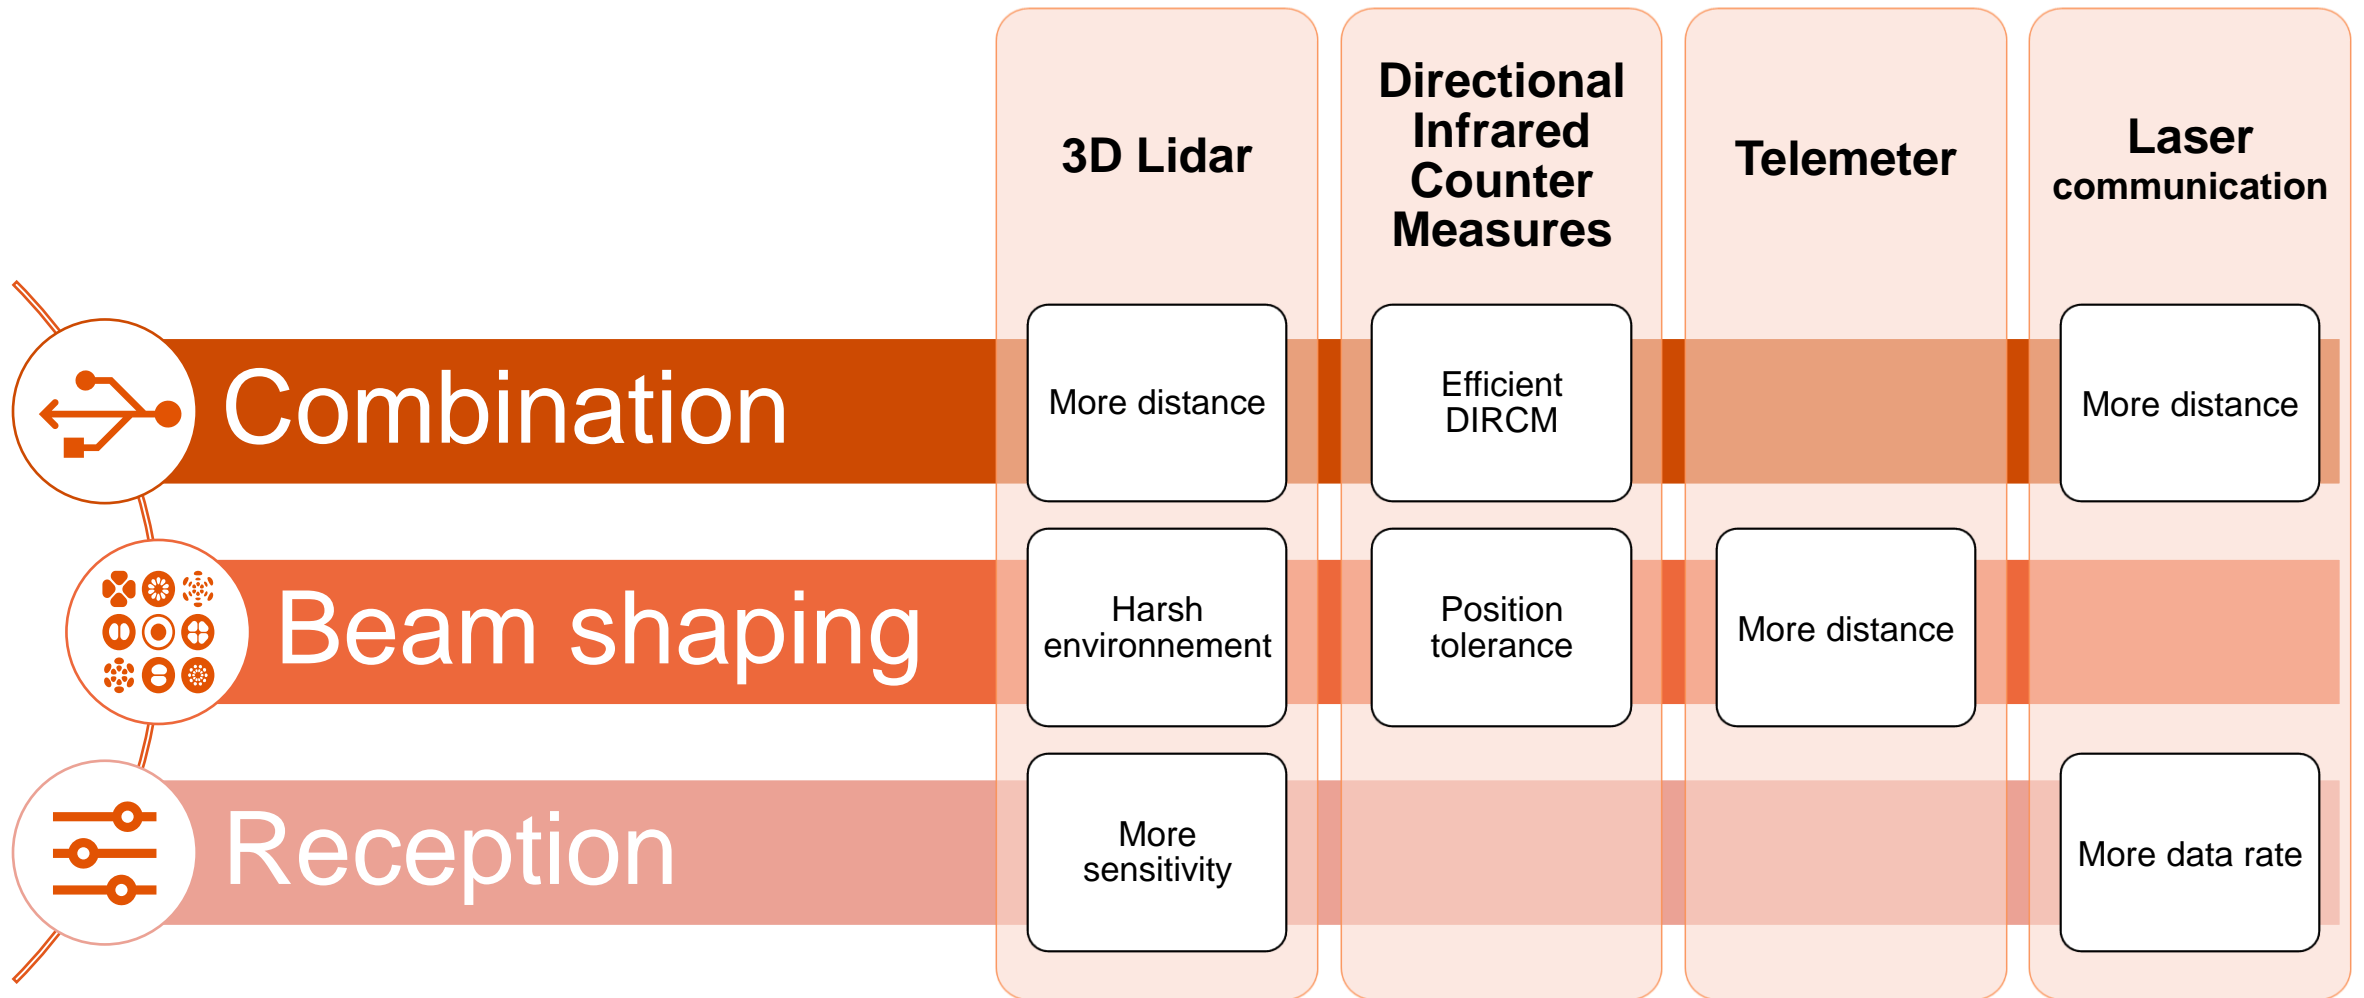 3D Lidar
Directional
Infrared
Counter
Measures
Telemeter
Laser
communication
Combination
More distance
Efficient
DIRCM
More distance
Beam shaping
Harsh
environnement
Position
tolerance
More distance
Reception
More
sensitivity
More data rate